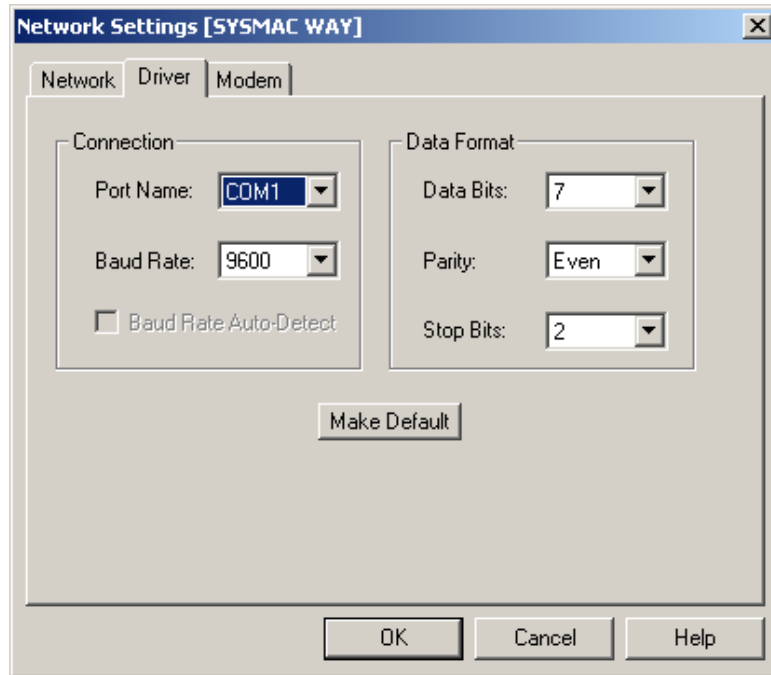 Network Settings [SYSMAC WAY]
Network Driver Modem
Connection
Port Name: COM1
Baud Rate: 9600
Baud Rate Auto-Detect
Data Format
Data Bits: 7
Parity: Even
Stop Bits: 2
Make Default
OK Cancel Help